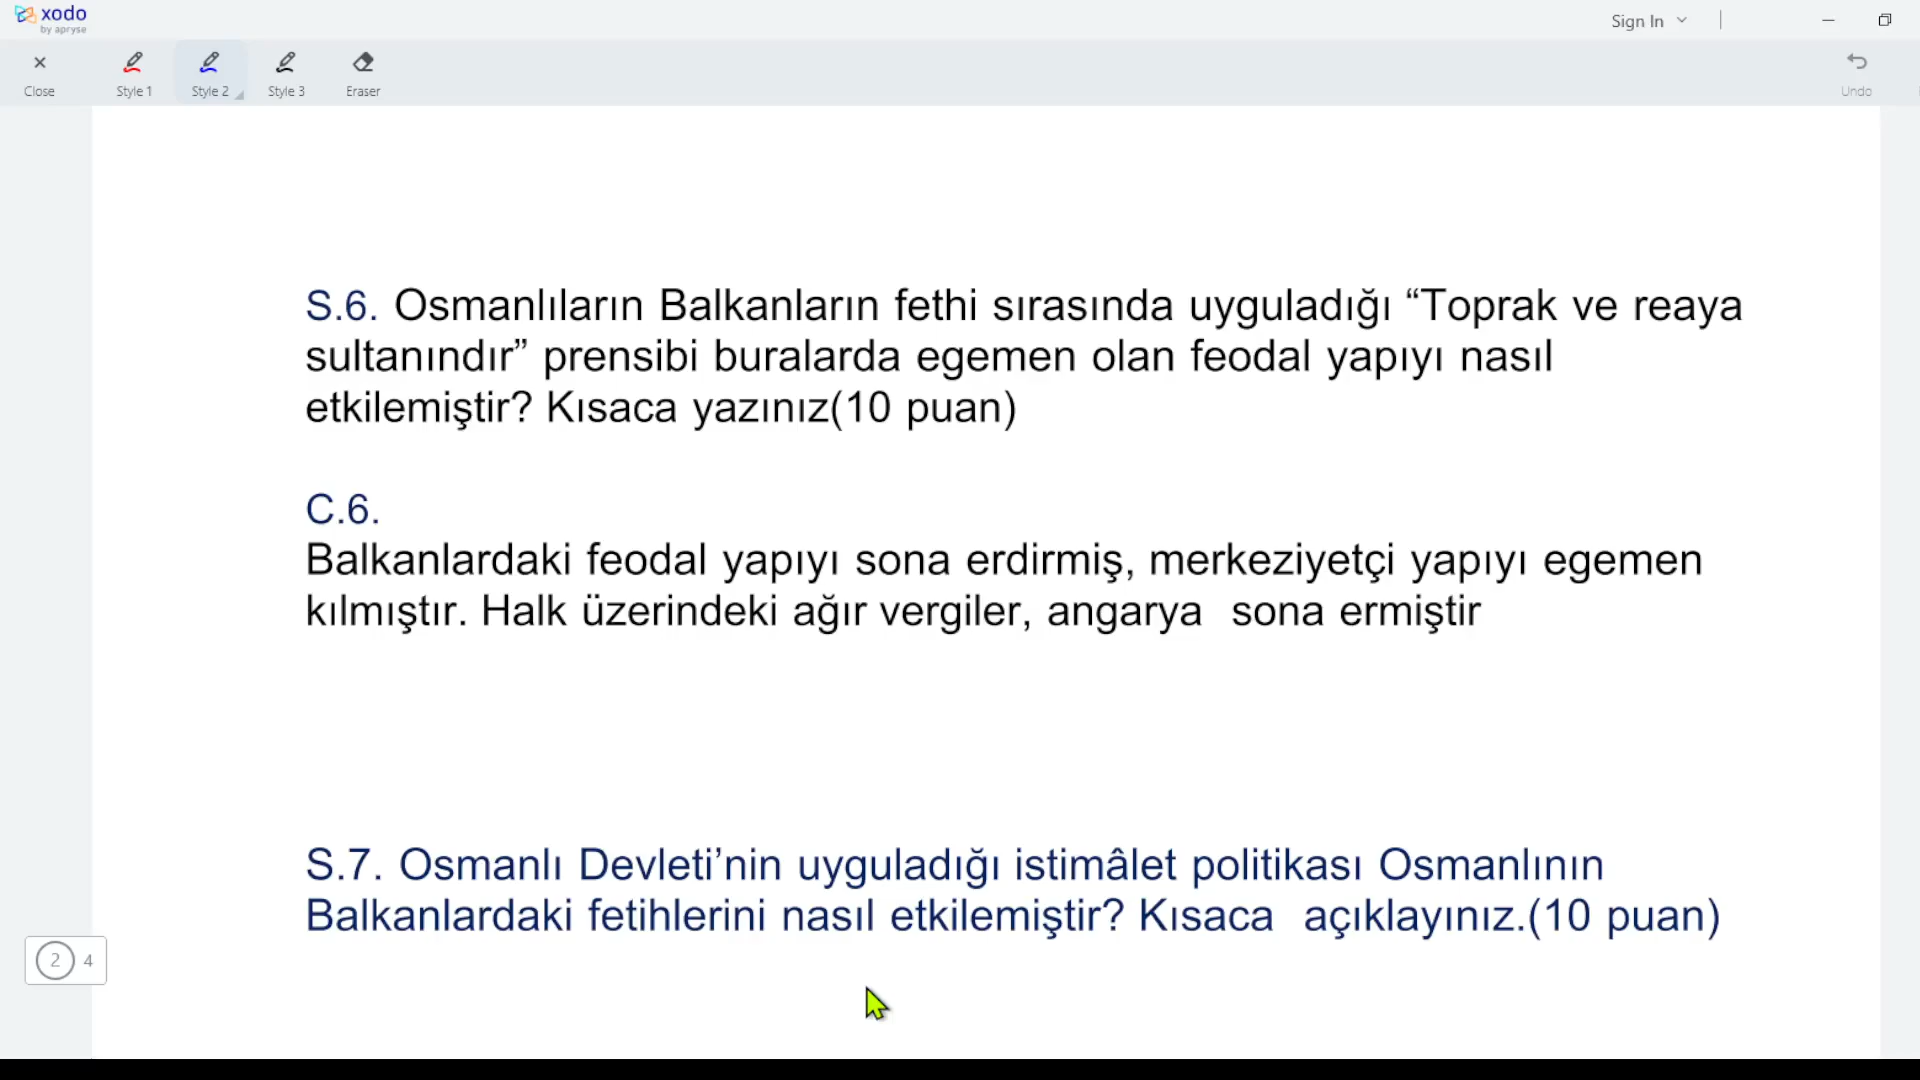 xodo
by apryse
Sign In
Close
Style 1
Style 2
Style 3
Eraser
Undo
S.6. Osmanlıların Balkanların fethi sırasında uyguladığı “Toprak ve reaya
sultanındır” prensibi buralarda egemen olan feodal yapıyı nasıl
etkilemiştir? Kısaca yazınız(10 puan)
C.6.
Balkanlardaki feodal yapıyı sona erdirmiş, merkeziyetçi yapıyı egemen
kılmıştır. Halk üzerindeki ağır vergiler, angarya  sona ermiştir
S.7. Osmanlı Devleti’nin uyguladığı istimâlet politikası Osmanlının
Balkanlardaki fetihlerini nasıl etkilemiştir? Kısaca  açıklayınız.(10 puan)
2 4